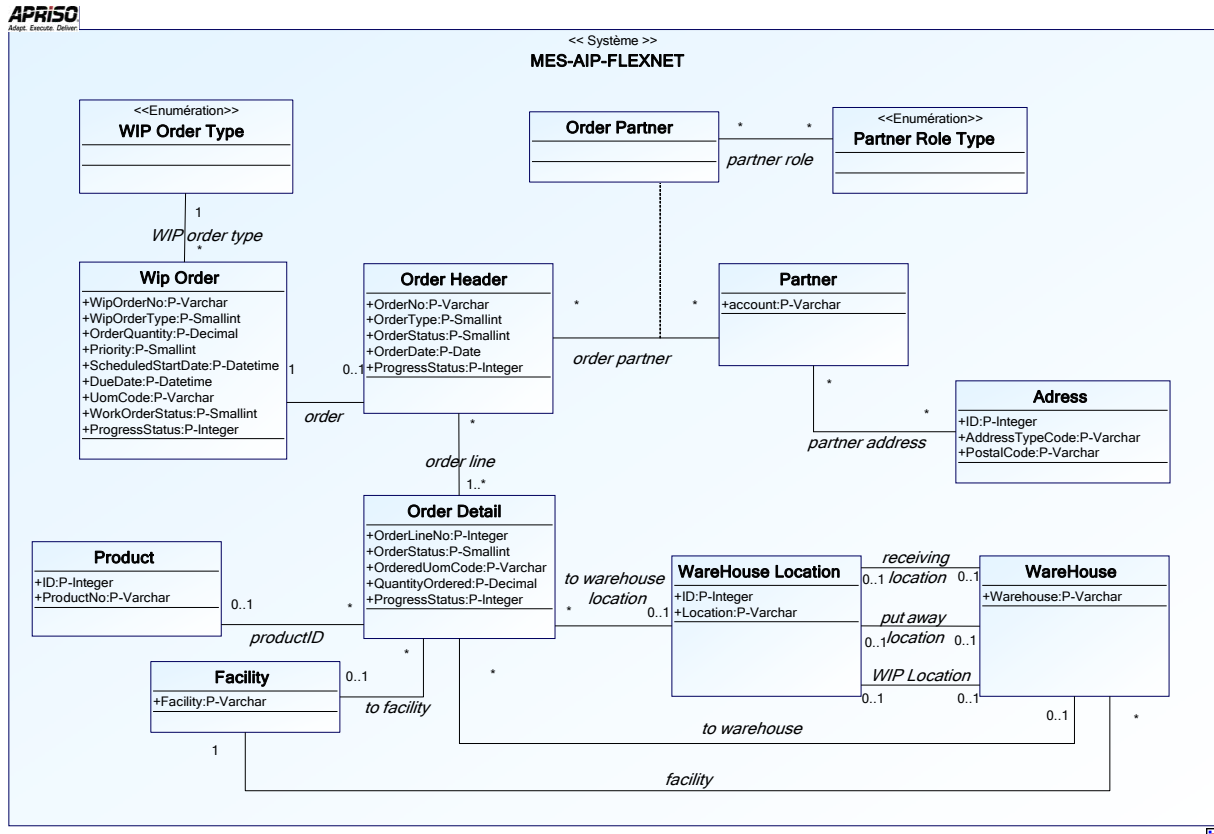 APRISO
Adapt. Execute. Deliver.
<< Système >>
MES-AIP-FLEXNET
<<Enumération>>
WIP Order Type
Order Partner
<<Enumération>>
Partner Role Type
*
*
partner role
1
WIP order type
*
Wip Order
+WipOrderNo:P-Varchar
+WipOrderType:P-Smallint
+OrderQuantity:P-Decimal
+Priority:P-Smallint
+ScheduledStartDate:P-Datetime
+DueDate:P-Datetime
+UomCode:P-Varchar
+WorkOrderStatus:P-Smallint
+ProgressStatus:P-Integer
1
0..1
order
Order Header
+OrderNo:P-Varchar
+OrderType:P-Smallint
+OrderStatus:P-Smallint
+OrderDate:P-Date
+ProgressStatus:P-Integer
*
*
order partner
Partner
+account:P-Varchar
*
*
partner address
Adress
+ID:P-Integer
+AddressTypeCode:P-Varchar
+PostalCode:P-Varchar
*
order line
1..*
Order Detail
+OrderLineNo:P-Integer
+OrderStatus:P-Smallint
+OrderedUomCode:P-Varchar
+QuantityOrdered:P-Decimal
+ProgressStatus:P-Integer
Product
+ID:P-Integer
+ProductNo:P-Varchar
0..1
*
productID
to warehouse
location
*
0..1
WareHouse Location
+ID:P-Integer
+Location:P-Varchar
receiving
0..1
location
0..1
put away
0..1
location
0..1
WIP Location
0..1
0..1
WareHouse
+Warehouse:P-Varchar
Facility
+Facility:P-Varchar
0..1
*
to facility
*
0..1
to warehouse
1
*
facility